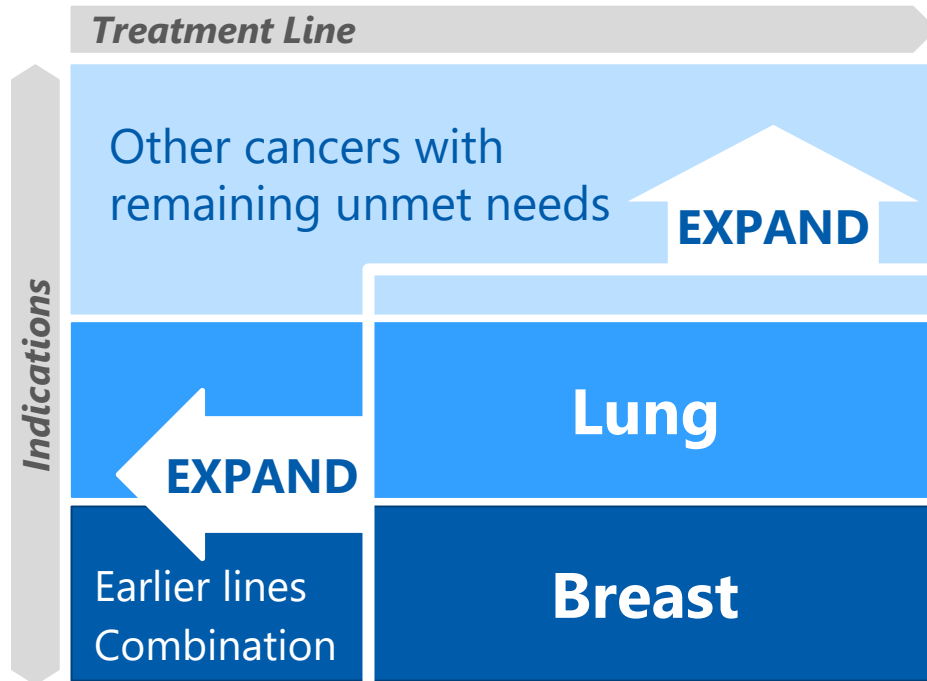 Treatment Line
Indications
Other cancers with
remaining unmet needs
EXPAND
Lung
EXPAND
Breast
Earlier lines
Combination